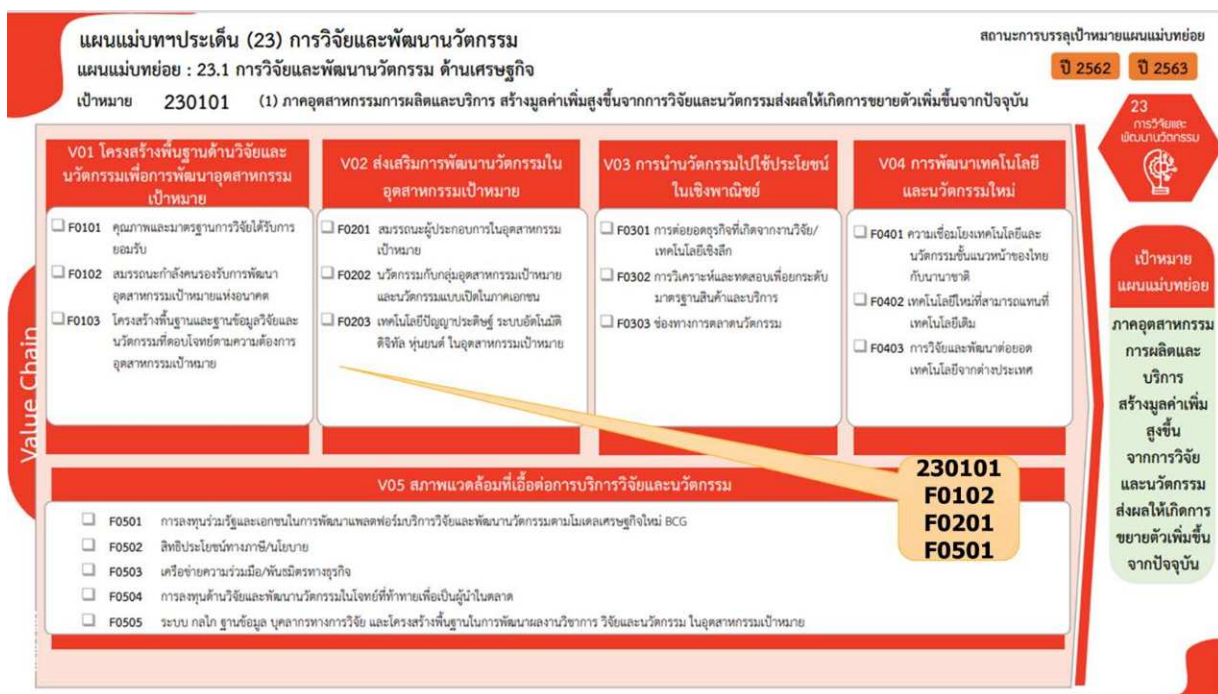 แผนแม่บทฯประเด็น (23) การวิจัยและพัฒนานวัตกรรม
แผนแม่บทย่อย : 23.1 การวิจัยและพัฒนานวัตกรรม ด้านเศรษฐกิจ
เป้าหมาย 230101 (1) ภาคอุตสาหกรรมการผลิตและบริการ สร้างมูลค่าเพิ่มสูงขึ้นจากการวิจัยและนวัตกรรมส่งผลให้เกิดการขยายตัวเพิ่มขึ้นจากปัจจุบัน
สถานะการบรรลุเป้าหมายแผนแม่บทย่อย
ปี 2562 ปี 2563
23
การวิจัยและ
พัฒนานวัตกรรม
Value Chain
V01 โครงสร้างพื้นฐานด้านวิจัยและ
นวัตกรรมเพื่อการพัฒนาอุตสาหกรรม
เป้าหมาย
F0101 คุณภาพและมาตรฐานการวิจัยได้รับการ
ยอมรับ
F0102 สมรรถนะกำลังคนรองรับการพัฒนา
อุตสาหกรรมเป้าหมายแห่งอนาคต
F0103 โครงสร้างพื้นฐานและฐานข้อมูลวิจัยและ
นวัตกรรมที่ตอบโจทย์ตามความต้องการ
อุตสาหกรรมเป้าหมาย
V02 ส่งเสริมการพัฒนานวัตกรรมใน
อุตสาหกรรมเป้าหมาย
F0201 สมรรถนะผู้ประกอบการในอุตสาหกรรม
เป้าหมาย
F0202 นวัตกรรมกับกลุ่มอุตสาหกรรมเป้าหมาย
และนวัตกรรมแบบเปิดในภาคเอกชน
F0203 เทคโนโลยีปัญญาประดิษฐ์ ระบบอัตโนมัติ
ดิจิทัล หุ่นยนต์ ในอุตสาหกรรมเป้าหมาย
V03 การนำนวัตกรรมไปใช้ประโยชน์
ในเชิงพาณิชย์
F0301 การต่อยอดธุรกิจที่เกิดจากงานวิจัย/
เทคโนโลยีเชิงลึก
F0302 การวิเคราะห์และทดสอบเพื่อยกระดับ
มาตรฐานสินค้าและบริการ
F0303 ช่องทางการตลาดนวัตกรรม
V04 การพัฒนาเทคโนโลยี
และนวัตกรรมใหม่
F0401 ความเชื่อมโยงเทคโนโลยีและ
นวัตกรรมชั้นแนวหน้าของไทย
กับนานาชาติ
F0402 เทคโนโลยีใหม่ที่สามารถแทนที่
เทคโนโลยีเดิม
F0403 การวิจัยและพัฒนาต่อยอด
เทคโนโลยีจากต่างประเทศ
230101
F0102
F0201
F0501
V05 สภาพแวดล้อมที่เอื้อต่อการบริการวิจัยและนวัตกรรม
F0501 การลงทุนร่วมรัฐและเอกชนในการพัฒนาแพลตฟอร์มบริการวิจัยและพัฒนานวัตกรรมตามโมเดลเศรษฐกิจใหม่ BCG
F0502 สิทธิประโยชน์ทางภาษี/นโยบาย
F0503 เครือข่ายความร่วมมือ/พันธมิตรทางธุรกิจ
F0504 การลงทุนด้านวิจัยและพัฒนานวัตกรรมในโจทย์ที่ท้าทายเพื่อเป็นผู้นำในตลาด
F0505 ระบบ กลไก ฐานข้อมูล บุคลากรทางการวิจัย และโครงสร้างพื้นฐานในการพัฒนาผลงานวิชาการ วิจัยและนวัตกรรม ในอุตสาหกรรมเป้าหมาย
เป้าหมาย
แผนแม่บทย่อย
ภาคอุตสาหกรรม
การผลิตและ
บริการ
สร้างมูลค่าเพิ่ม
สูงขึ้น
จากการวิจัย
และนวัตกรรม
ส่งผลให้เกิดการ
ขยายตัวเพิ่มขึ้น
จากปัจจุบัน